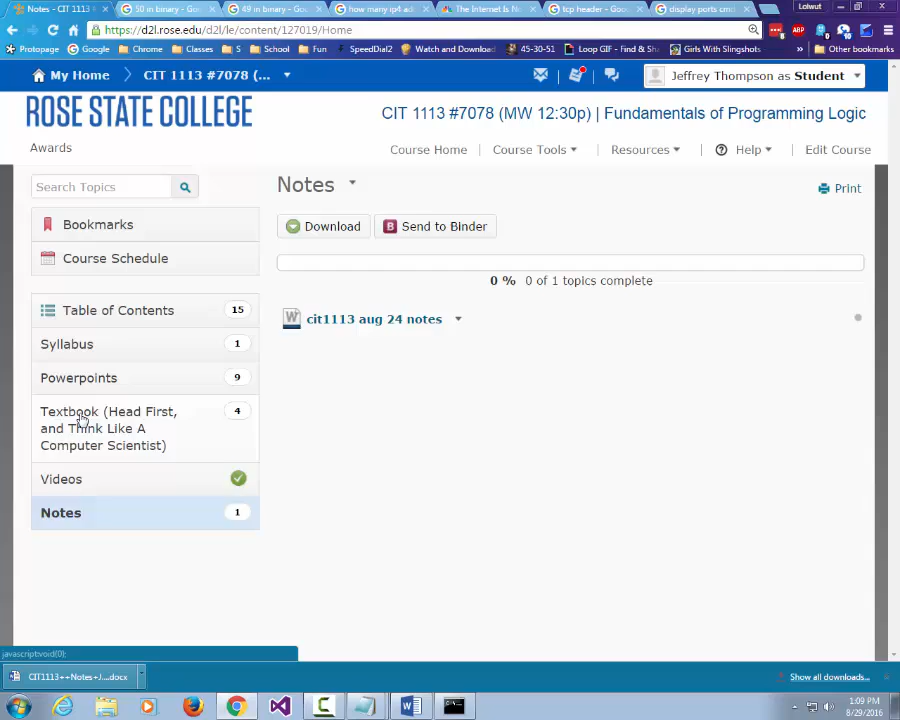 Notes - CIT 1113
50 in binary - Goo
49 in binary - Goo
how many ip4 ad
The Internet Is N
tcp header - Goo
display ports cmd
Loiwut
https://d2l.rose.edu/d2l/le/content/127019/Home
Protopage
Google
Chrome
Classes
S
School
Fun
SpeedDial2
Watch and Download
45-30-51
Loop GIF - Find & Sha
Girls With Slingshots
»
Other bookmarks
My Home
CIT 1113 #7078 (...
Jeffrey Thompson as Student
ROSE STATE COLLEGE
CIT 1113 #7078 (MW 12:30p) | Fundamentals of Programming Logic
Awards
Course Home
Course Tools
Resources
Help
Edit Course
Search Topics
Notes
Print
Bookmarks
Download
Send to Binder
Course Schedule
0 % 0 of 1 topics complete
Table of Contents 15
cit1113 aug 24 notes
Syllabus 1
Powerpoints 9
Textbook (Head First, 4
and Think Like A
Computer Scientist)
Videos
Notes 1
javascript:void(0);
CIT1113++Notes+J....docx
Show all downloads...
1:09 PM
8/29/2016